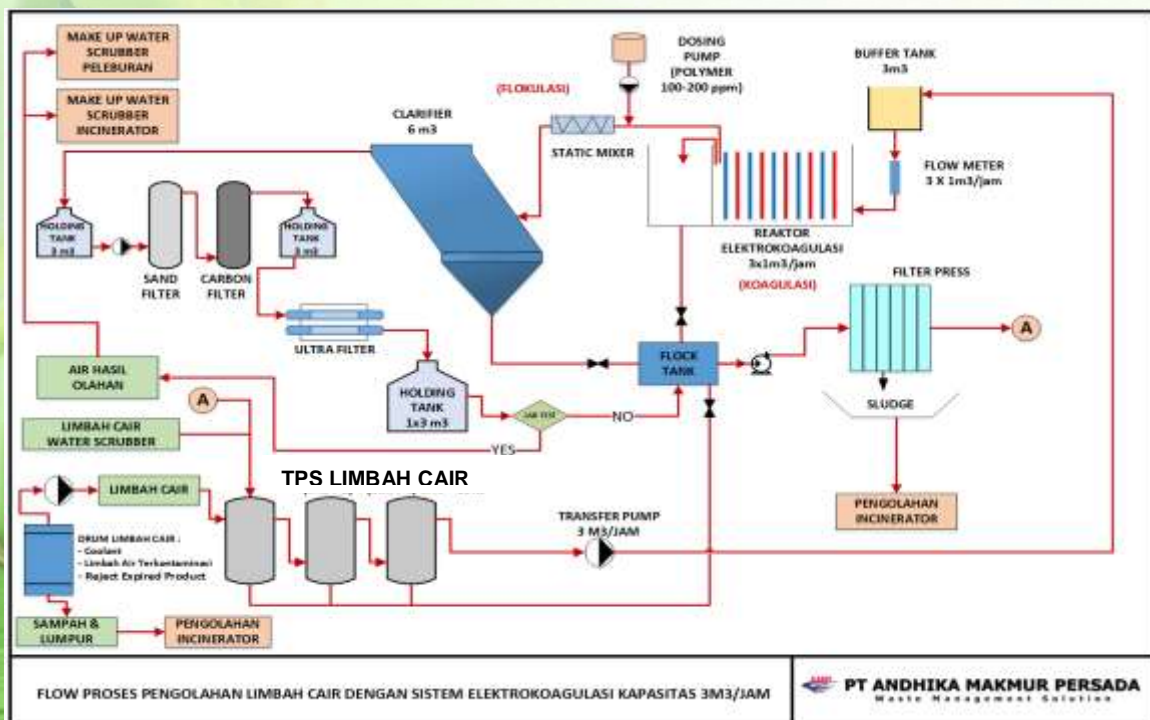 MAKE UP WATER
SCRUBBER
PELEBURAN
MAKE UP WATER
SCRUBBER
INCINERATOR
CLARIFIER
6 m3
(FLOKULASI)
DOSING
PUMP
(POLYMER
100-200 ppm)
STATIC MIXER
BUFFER TANK
3m3
FLOW METER
3 X 1m3/jam
REAKTOR
ELEKTROKOAGULASI
3x1m3/jam
(KOAGULASI)
HOLDING
TANK
3 m3
SAND
FILTER
CARBON
FILTER
HOLDING
TANK
3 m3
ULTRA FILTER
FILTER PRESS
A
FLOCK
TANK
SLUDGE
AIR HASIL
OLAHAN
A
HOLDING
TANK
1x3 m3
JAR TEST
NO
YES
LIMBAH CAIR
WATER SCRUBBER
TPS LIMBAH CAIR
LIMBAH CAIR
PENGOLAHAN
INCINERATOR
TRANSFER PUMP
3 M3/JAM
DRUM LIMBAH CAIR :
- Coolant
- Limbah Air Terkontaminasi
- Reject Expired Product
SAMPAH &
LUMPUR
PENGOLAHAN
INCINERATOR
FLOW PROSES PENGOLAHAN LIMBAH CAIR DENGAN SISTEM ELEKTROKOAGULASI KAPASITAS 3M3/JAM
PT ANDHIKA MAKMUR PERSADA
Waste Management Solution